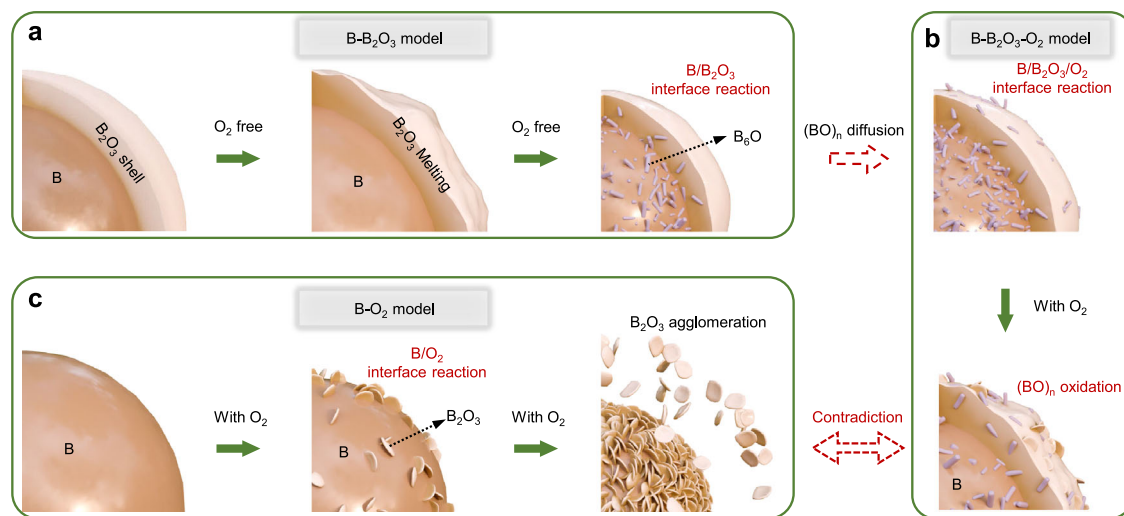 a
B-B₂O₃ model
B₂O₃ shell
B
O₂ free
B₂O₃ Melting
B
O₂ free
B/B₂O₃
interface reaction
B₆O
(BO)ₙ diffusion
b
B-B₂O₃-O₂ model
B/B₂O₃/O₂
interface reaction
With O₂
(BO)ₙ oxidation
B
Contradiction
c
B-O₂ model
B
With O₂
B/O₂
interface reaction
B₂O₃
B
With O₂
B₂O₃ agglomeration